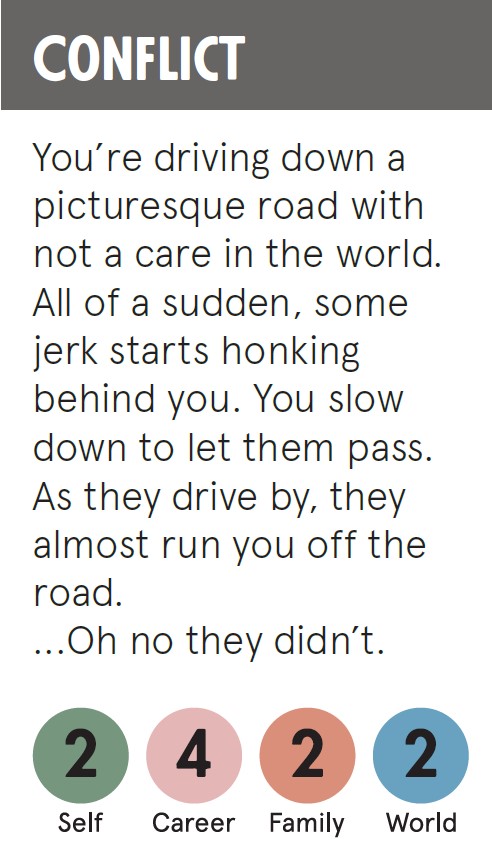 CONFLICT
You're driving down a
picturesque road with
not a care in the world.
All of a sudden, some
jerk starts honking
behind you. You slow
down to let them pass.
As they drive by, they
almost run you off the
road.
...Oh no they didn't.
2 4 2 2
Self Career Family World